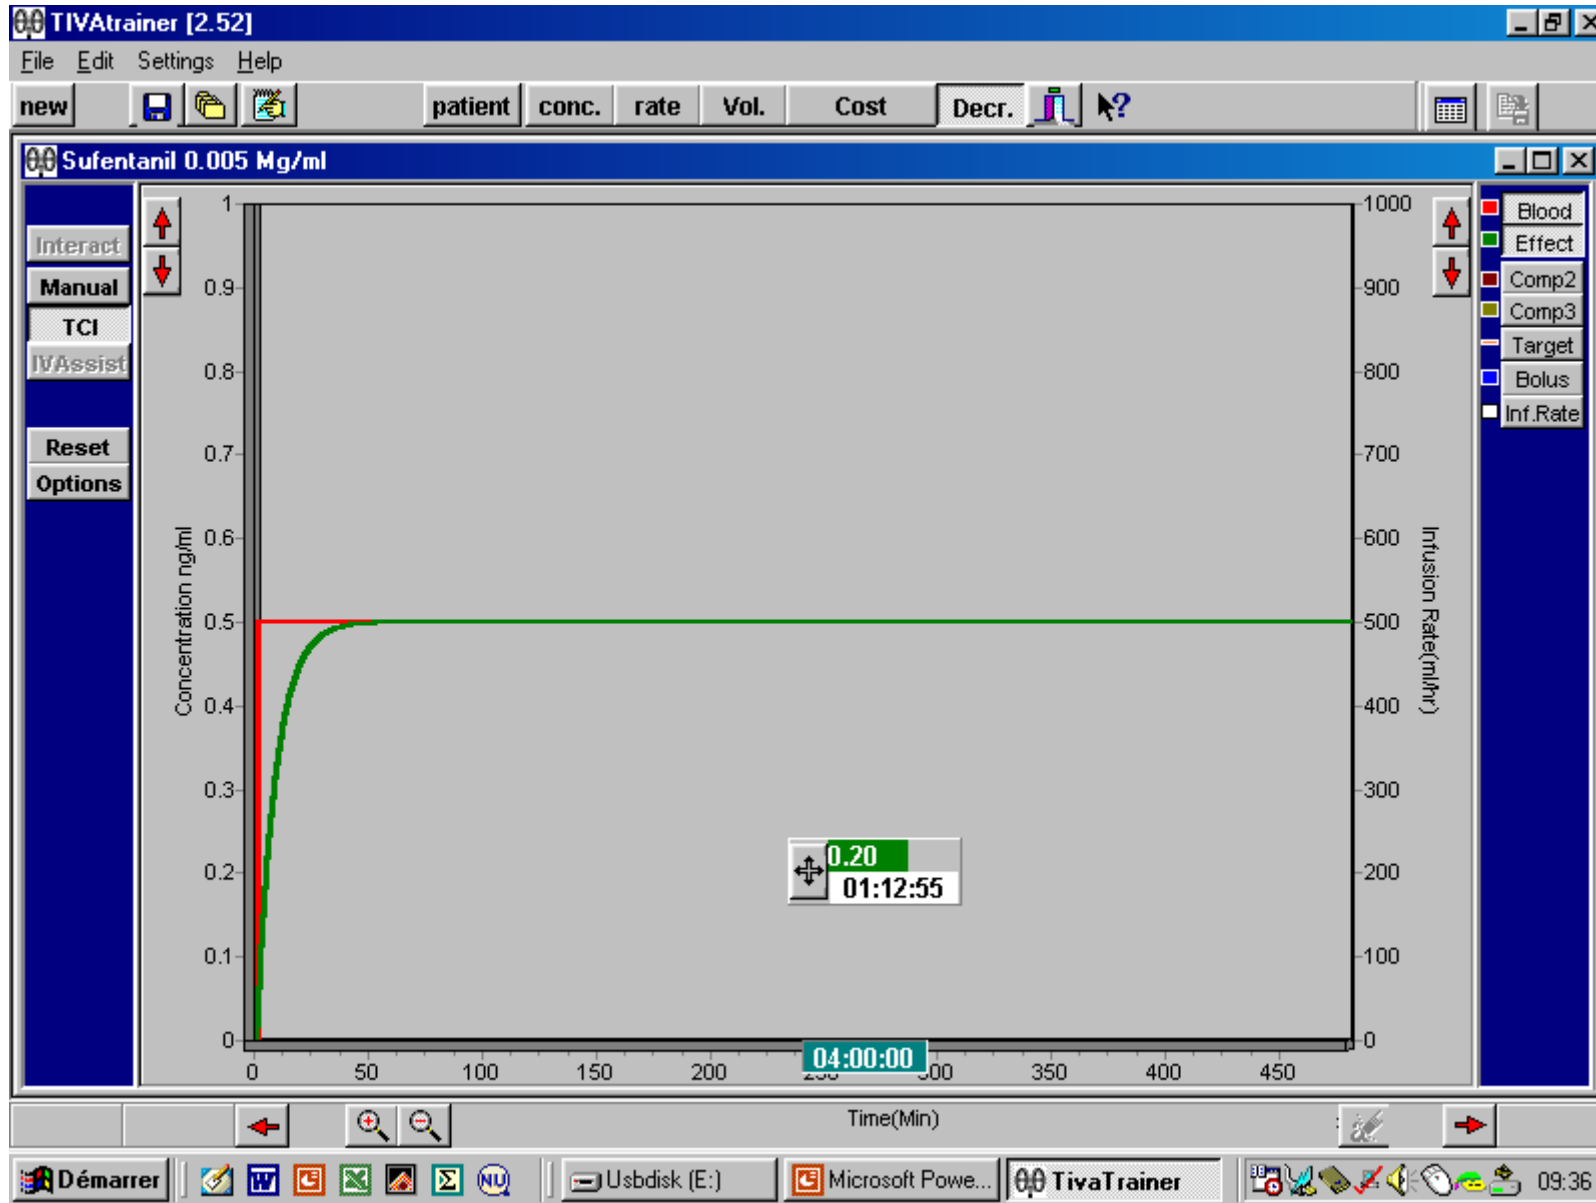 TIVAtrainer [2.52]
File Edit Settings Help
new patient conc. rate Vol. Cost Decr. ?
Sufentanil 0.005 Mg/ml
Interact
Manual
TCI
IVAssist
Reset
Options
Concentration ng/ml
1
0.9
0.8
0.7
0.6
0.5
0.4
0.3
0.2
0.1
0
0.20
01:12:55
1000
900
800
700
600
500
400
300
200
100
0
Infusion Rate(ml/hr)
Blood
Effect
Comp2
Comp3
Target
Bolus
Inf.Rate
0 50 100 150 200 300 350 400 450
04:00:00
Time(Min)
Démarrer W Σ NU Usbdisk (E:) Microsoft Powe... TivaTrainer 09:36